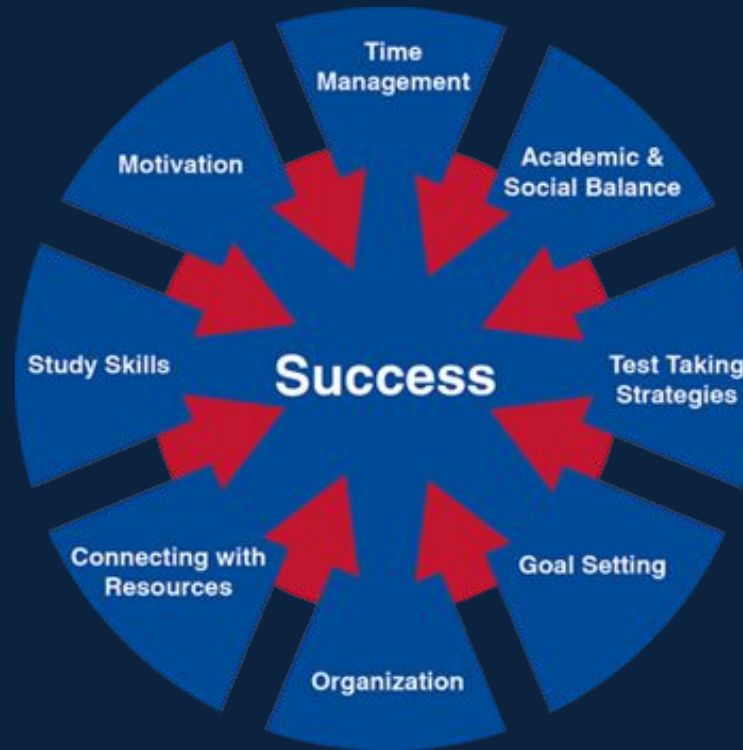 Time
Management
Academic &
Social Balance
Test Taking
Strategies
Goal Setting
Organization
Connecting with
Resources
Study Skills
Motivation
Success